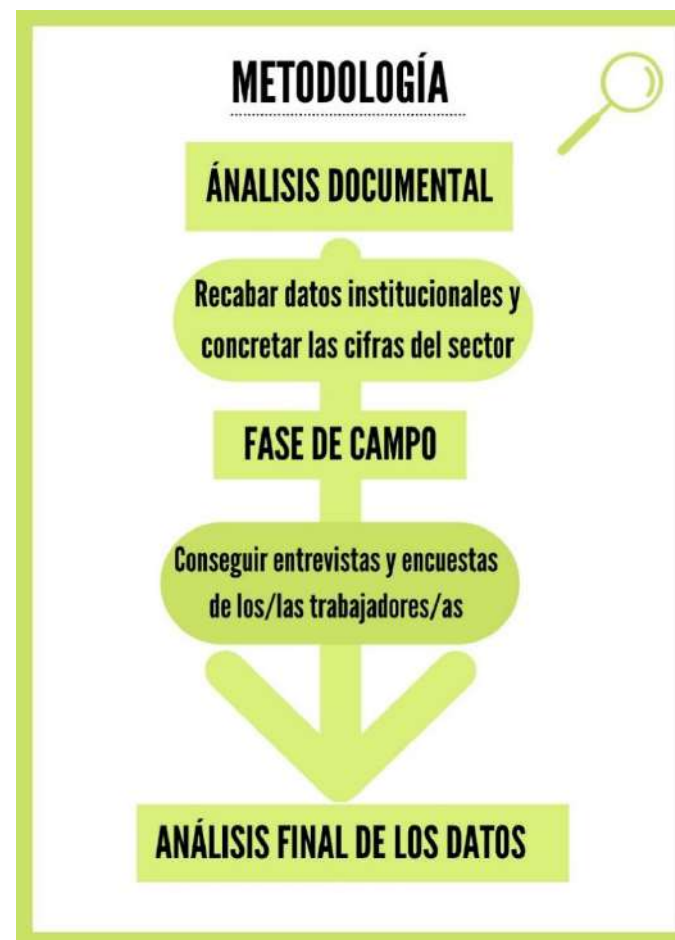 METODOLOGÍA
ÁNALISIS DOCUMENTAL
Recabar datos institucionales y
concretar las cifras del sector
FASE DE CAMPO
Conseguir entrevistas y encuestas
de los/las trabajadores/as
ANÁLISIS FINAL DE LOS DATOS